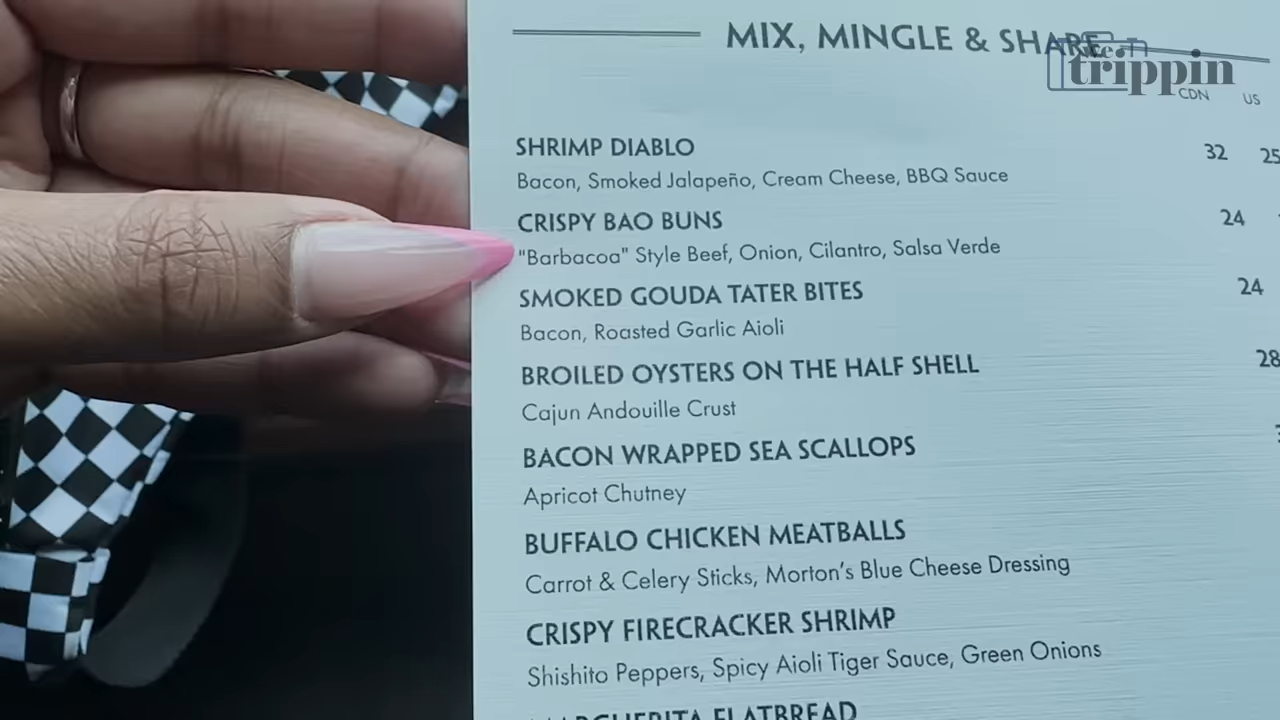 MIX, MINGLE & SHARE
the
trippin
CDN US
SHRIMP DIABLO 32 25
Bacon, Smoked Jalapeño, Cream Cheese, BBQ Sauce
CRISPY BAO BUNS 24
"Barbacoa" Style Beef, Onion, Cilantro, Salsa Verde
SMOKED GOUDA TATER BITES 24
Bacon, Roasted Garlic Aioli
BROILED OYSTERS ON THE HALF SHELL 28
Cajun Andouille Crust
BACON WRAPPED SEA SCALLOPS
Apricot Chutney
BUFFALO CHICKEN MEATBALLS
Carrot & Celery Sticks, Morton's Blue Cheese Dressing
CRISPY FIRECRACKER SHRIMP
Shishito Peppers, Spicy Aioli Tiger Sauce, Green Onions
MARGHERITA FLATBREAD